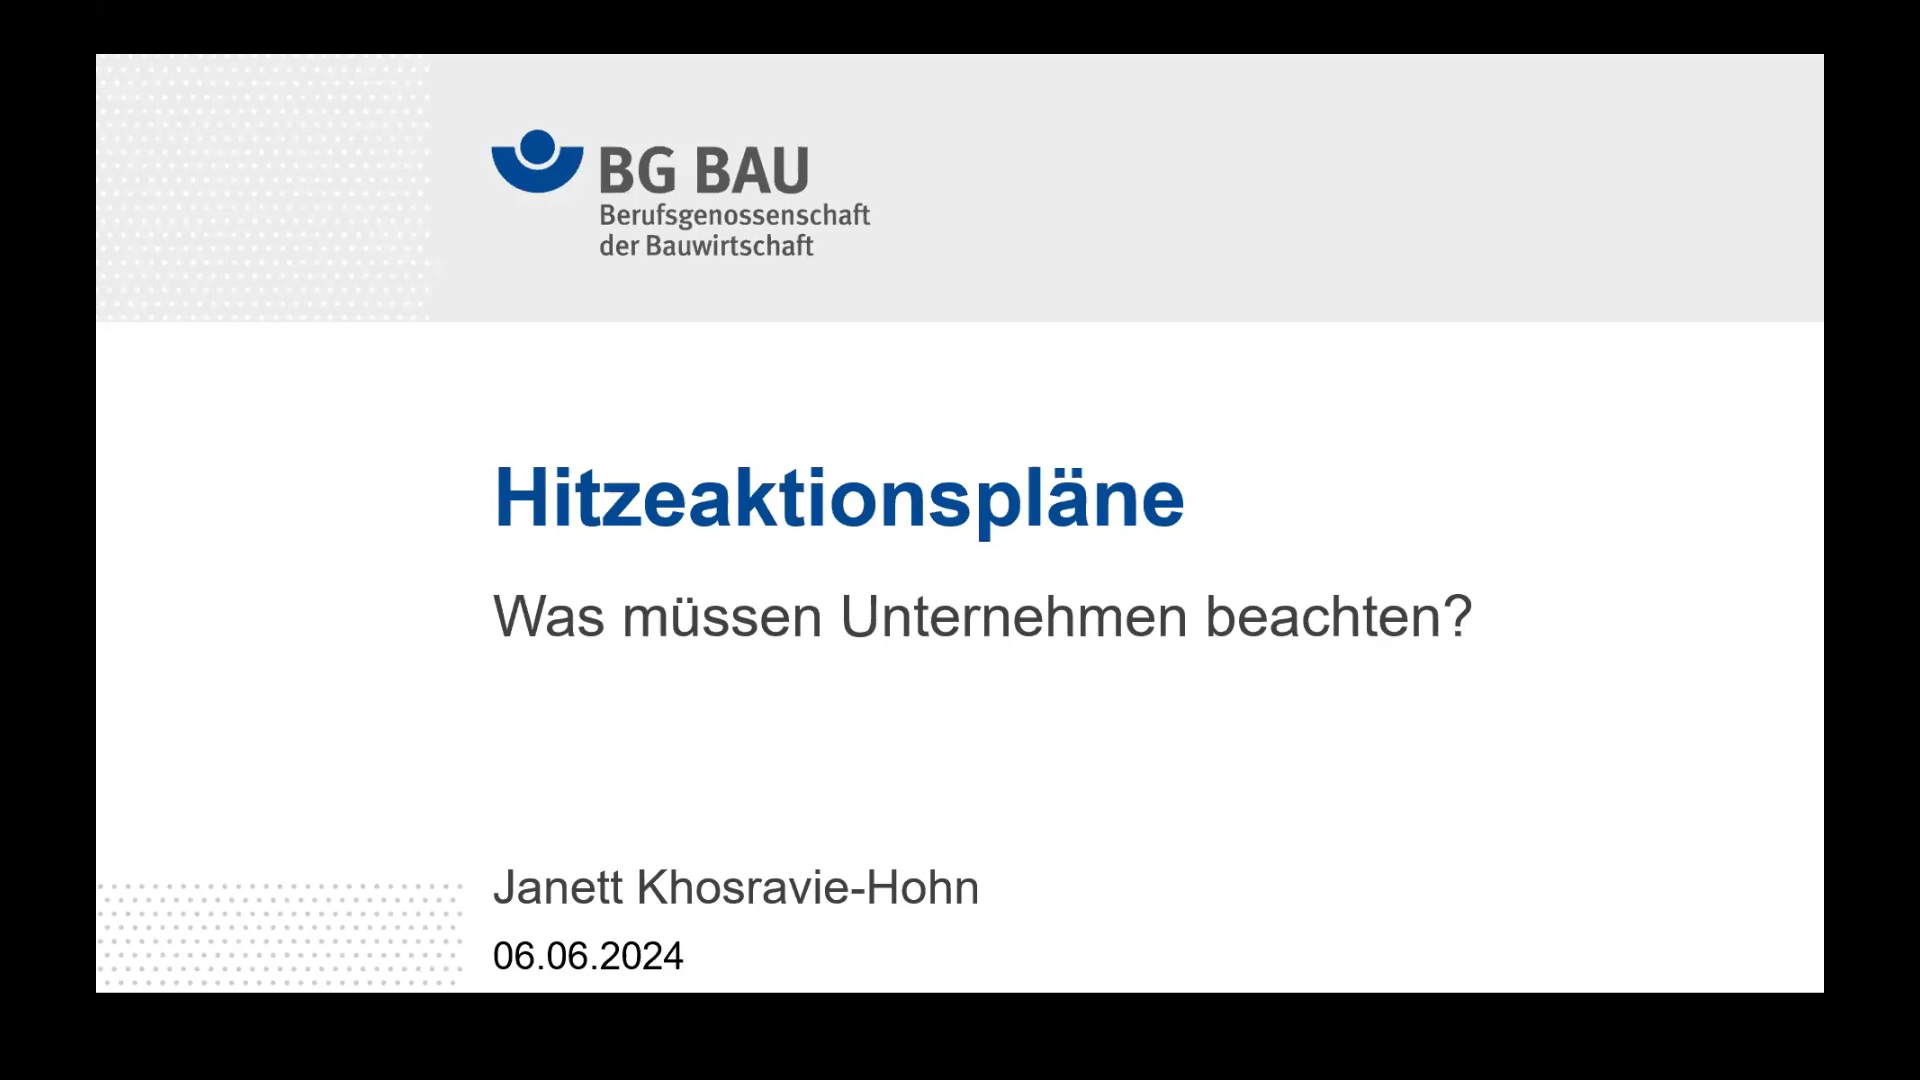 BG BAU
Berufsgenossenschaft
der Bauwirtschaft
Hitzeaktionspläne
Was müssen Unternehmen beachten?
Janett Khosravie-Hohn
06.06.2024